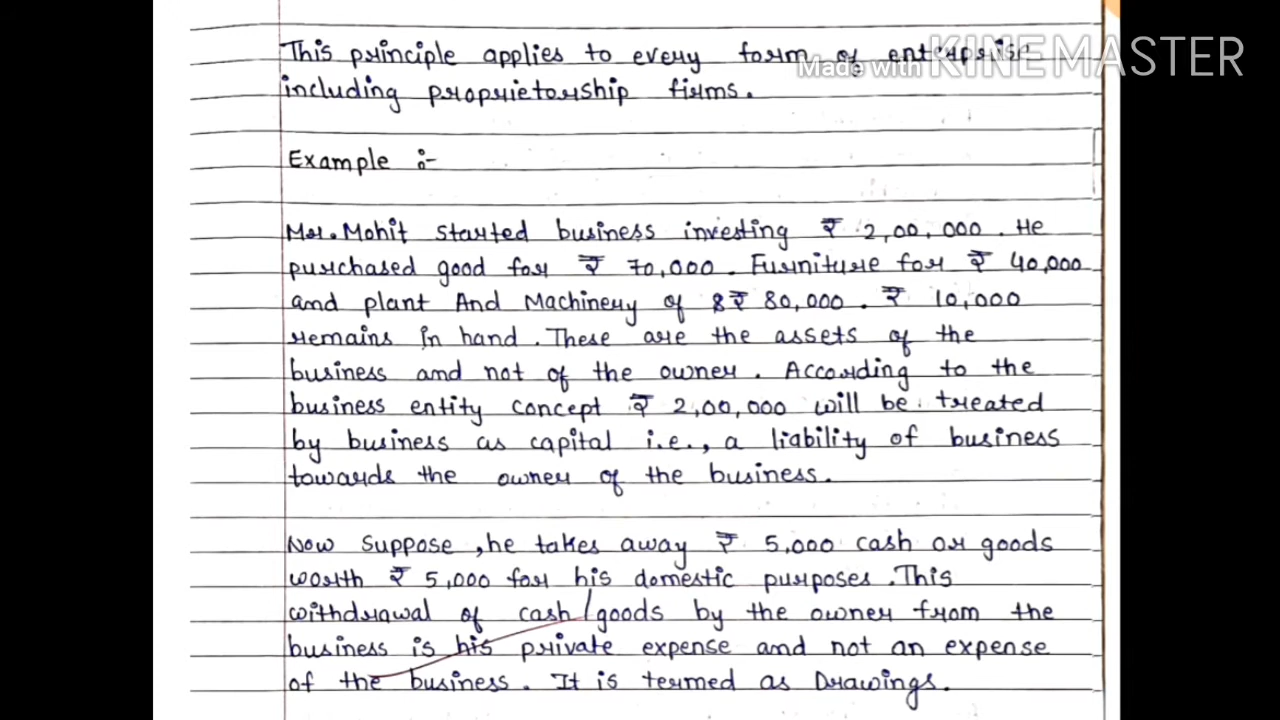 This principle applies to every form of enterprise
Made with KINEMASTER
including proprietorship firms.
Example :-
Mr. Mohit started business investing ₹ 2,00,000. He
purchased good for ₹ 70,000. Furniture for ₹ 40,000
and plant And Machinery of ₹ 80,000. ₹ 10,000
remains in hand. These are the assets of the
business and not of the owner. According to the
business entity concept ₹ 2,00,000 will be treated
by business as capital i.e., a liability of business
towards the owner of the business.
Now suppose, he takes away ₹ 5,000 cash or goods
worth ₹ 5,000 for his domestic purposes. This
withdrawal of cash/goods by the owner from the
business is his private expense and not an expense
of the business. It is termed as Drawings.